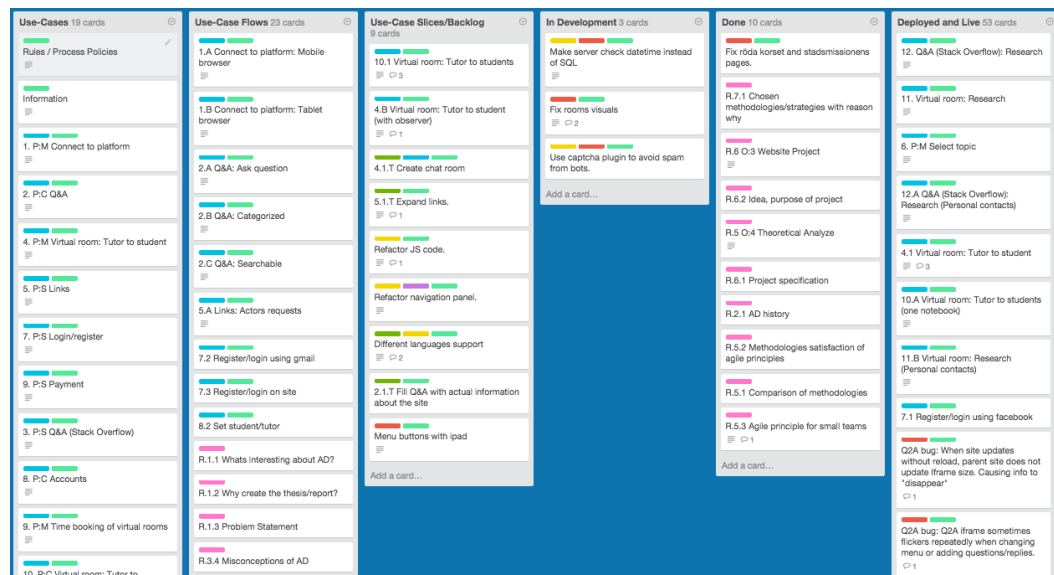 Use-Cases 19 cards
Rules / Process Policies
Information
1. P:M Connect to platform
2. P:C Q&A
4. P:M Virtual room: Tutor to student
5. P:S Links
7. P:S Login/register
9. P:S Payment
3. P:S Q&A (Stack Overflow)
8. P:C Accounts
9. P:M Time booking of virtual rooms
10. P:C Virtual room: Tutor to
Use-Case Flows 23 cards
1.A Connect to platform: Mobile
browser
1.B Connect to platform: Tablet
browser
2.A Q&A: Ask question
2.B Q&A: Categorized
2.C Q&A: Searchable
5.A Links: Actors requests
7.2 Register/login using gmail
7.3 Register/login on site
8.2 Set student/tutor
R.1.1 Whats interesting about AD?
R.1.2 Why create the thesis/report?
R.1.3 Problem Statement
R.3.4 Misconceptions of AD
Use-Case Slices/Backlog
9 cards
10.1 Virtual room: Tutor to students
3
4.B Virtual room: Tutor to student
(with observer)
1
4.1.T Create chat room
5.1.T Expand links.
1
Refactor JS code.
1
Refactor navigation panel.
Different languages support
2
2.1.T Fill Q&A with actual information
about the site
Menu buttons with ipad
Add a card…
In Development 3 cards
Make server check datetime instead
of SQL
Fix rooms visuals
2
Use captcha plugin to avoid spam
from bots.
Add a card…
Done 10 cards
Fix röda korset and stadsmissionens
pages.
R.7.1 Chosen
methodologies/strategies with reason
why
R.6 O:3 Website Project
R.6.2 Idea, purpose of project
R.5 O:4 Theoretical Analyze
R.6.1 Project specification
R.2.1 AD history
R.5.2 Methodologies satisfaction of
agile principles
R.5.1 Comparison of methodologies
R.5.3 Agile principle for small teams
1
Add a card…
Deployed and Live 53 cards
12. Q&A (Stack Overflow): Research
11. Virtual room: Research
6. P:M Select topic
12.A Q&A (Stack Overflow):
Research (Personal contacts)
4.1 Virtual room: Tutor to student
3
10.A Virtual room: Tutor to students
(one notebook)
11.B Virtual room: Research
(Personal contacts)
7.1 Register/login using facebook
Q2A bug: When site updates
without reload, parent site does not
update Iframe size. Causing info to
"disappear"
1
Q2A bug: Q2A iframe sometimes
flickers repeatedly when changing
menu or adding questions/replies.
1